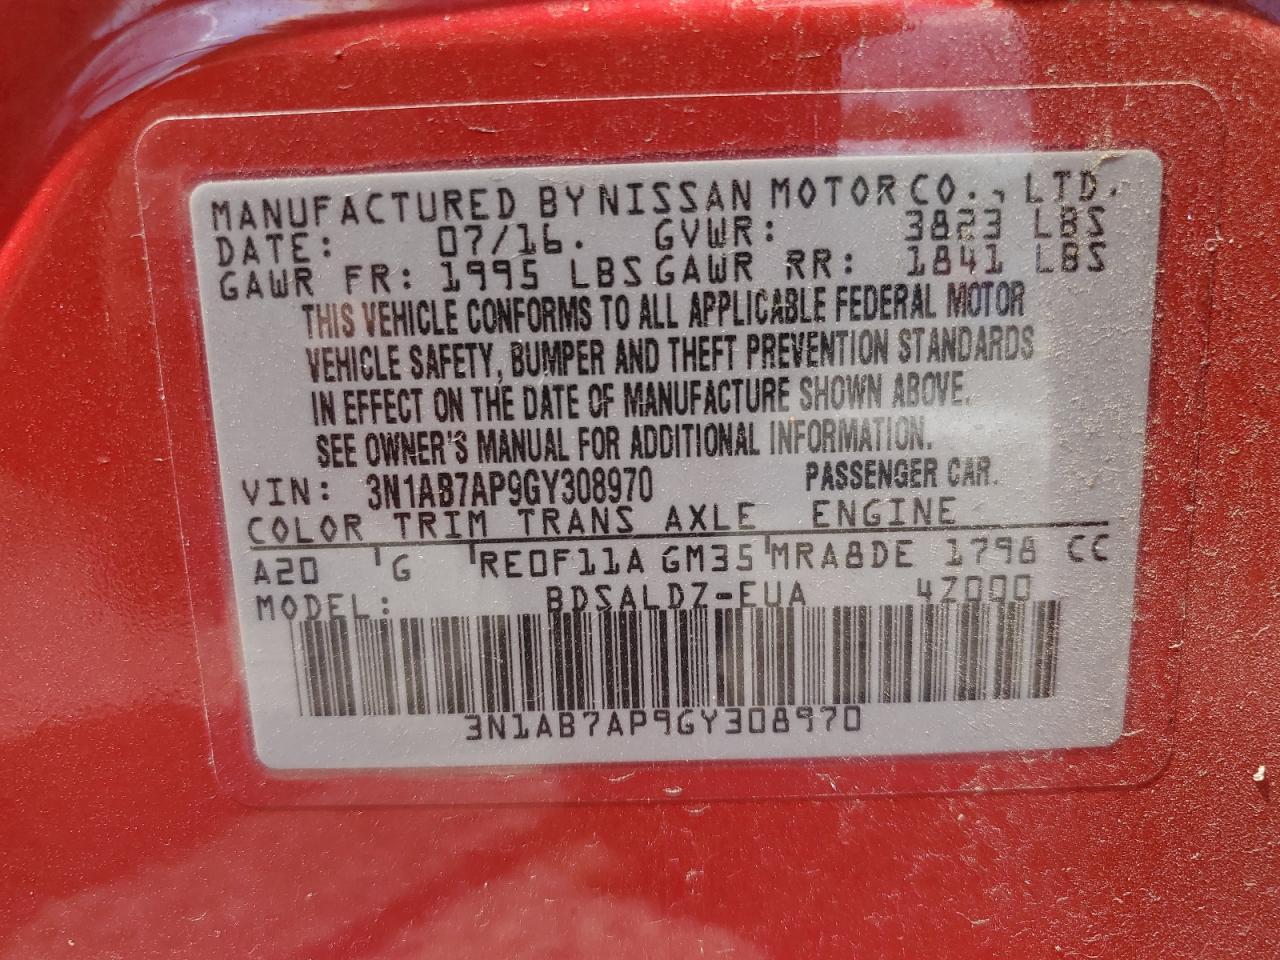 MANUFACTURED BY NISSAN MOTOR CO., LTD.
DATE: 07/16. GVWR: 3823 LBS
GAWR FR: 1995 LBS GAWR RR: 1841 LBS
THIS VEHICLE CONFORMS TO ALL APPLICABLE FEDERAL MOTOR
VEHICLE SAFETY, BUMPER AND THEFT PREVENTION STANDARDS
IN EFFECT ON THE DATE OF MANUFACTURE SHOWN ABOVE.
SEE OWNER'S MANUAL FOR ADDITIONAL INFORMATION.
VIN: 3N1AB7AP9GY308970 PASSENGER CAR.
COLOR TRIM TRANS AXLE ENGINE
A20 G RE0F11A GM35 MRA8DE 1798 CC
MODEL: BDSALDZ-EUA 4Z000
3N1AB7AP9GY308970